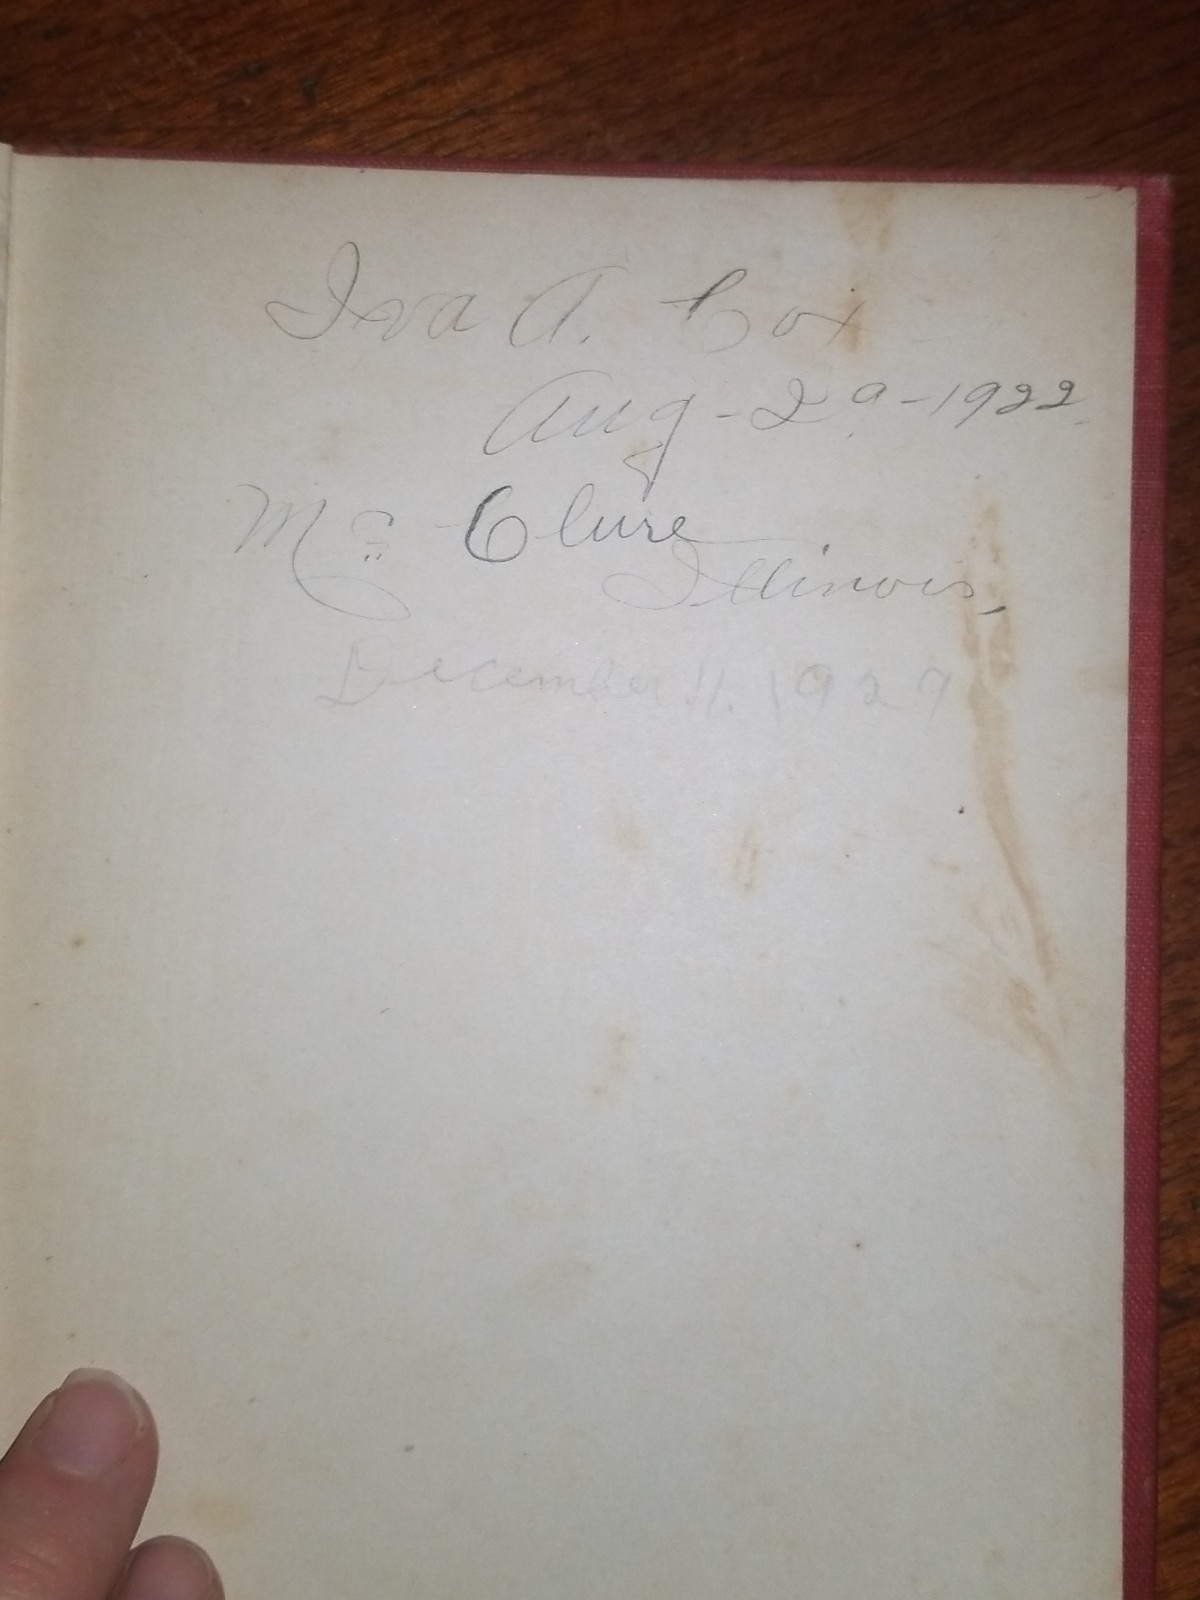 Iva A. Cox
Aug - 29 - 1922.
Mc Clure
Illinois,
December 11. 1929